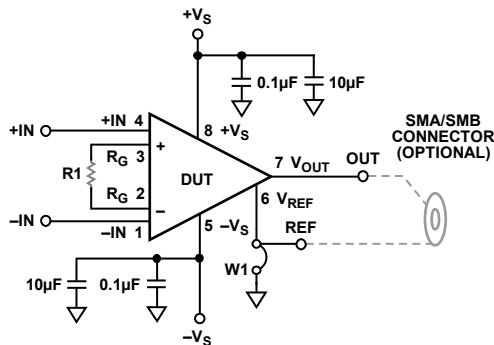 +VS
0.1µF
10µF
+IN
+IN 4
8 +VS
SMA/SMB
CONNECTOR
(OPTIONAL)
RG 3
+
R1
DUT
7 VOUT
OUT
RG 2
–
6 VREF
–IN
–IN 1
5
–VS
REF
W1
10µF
0.1µF
–VS